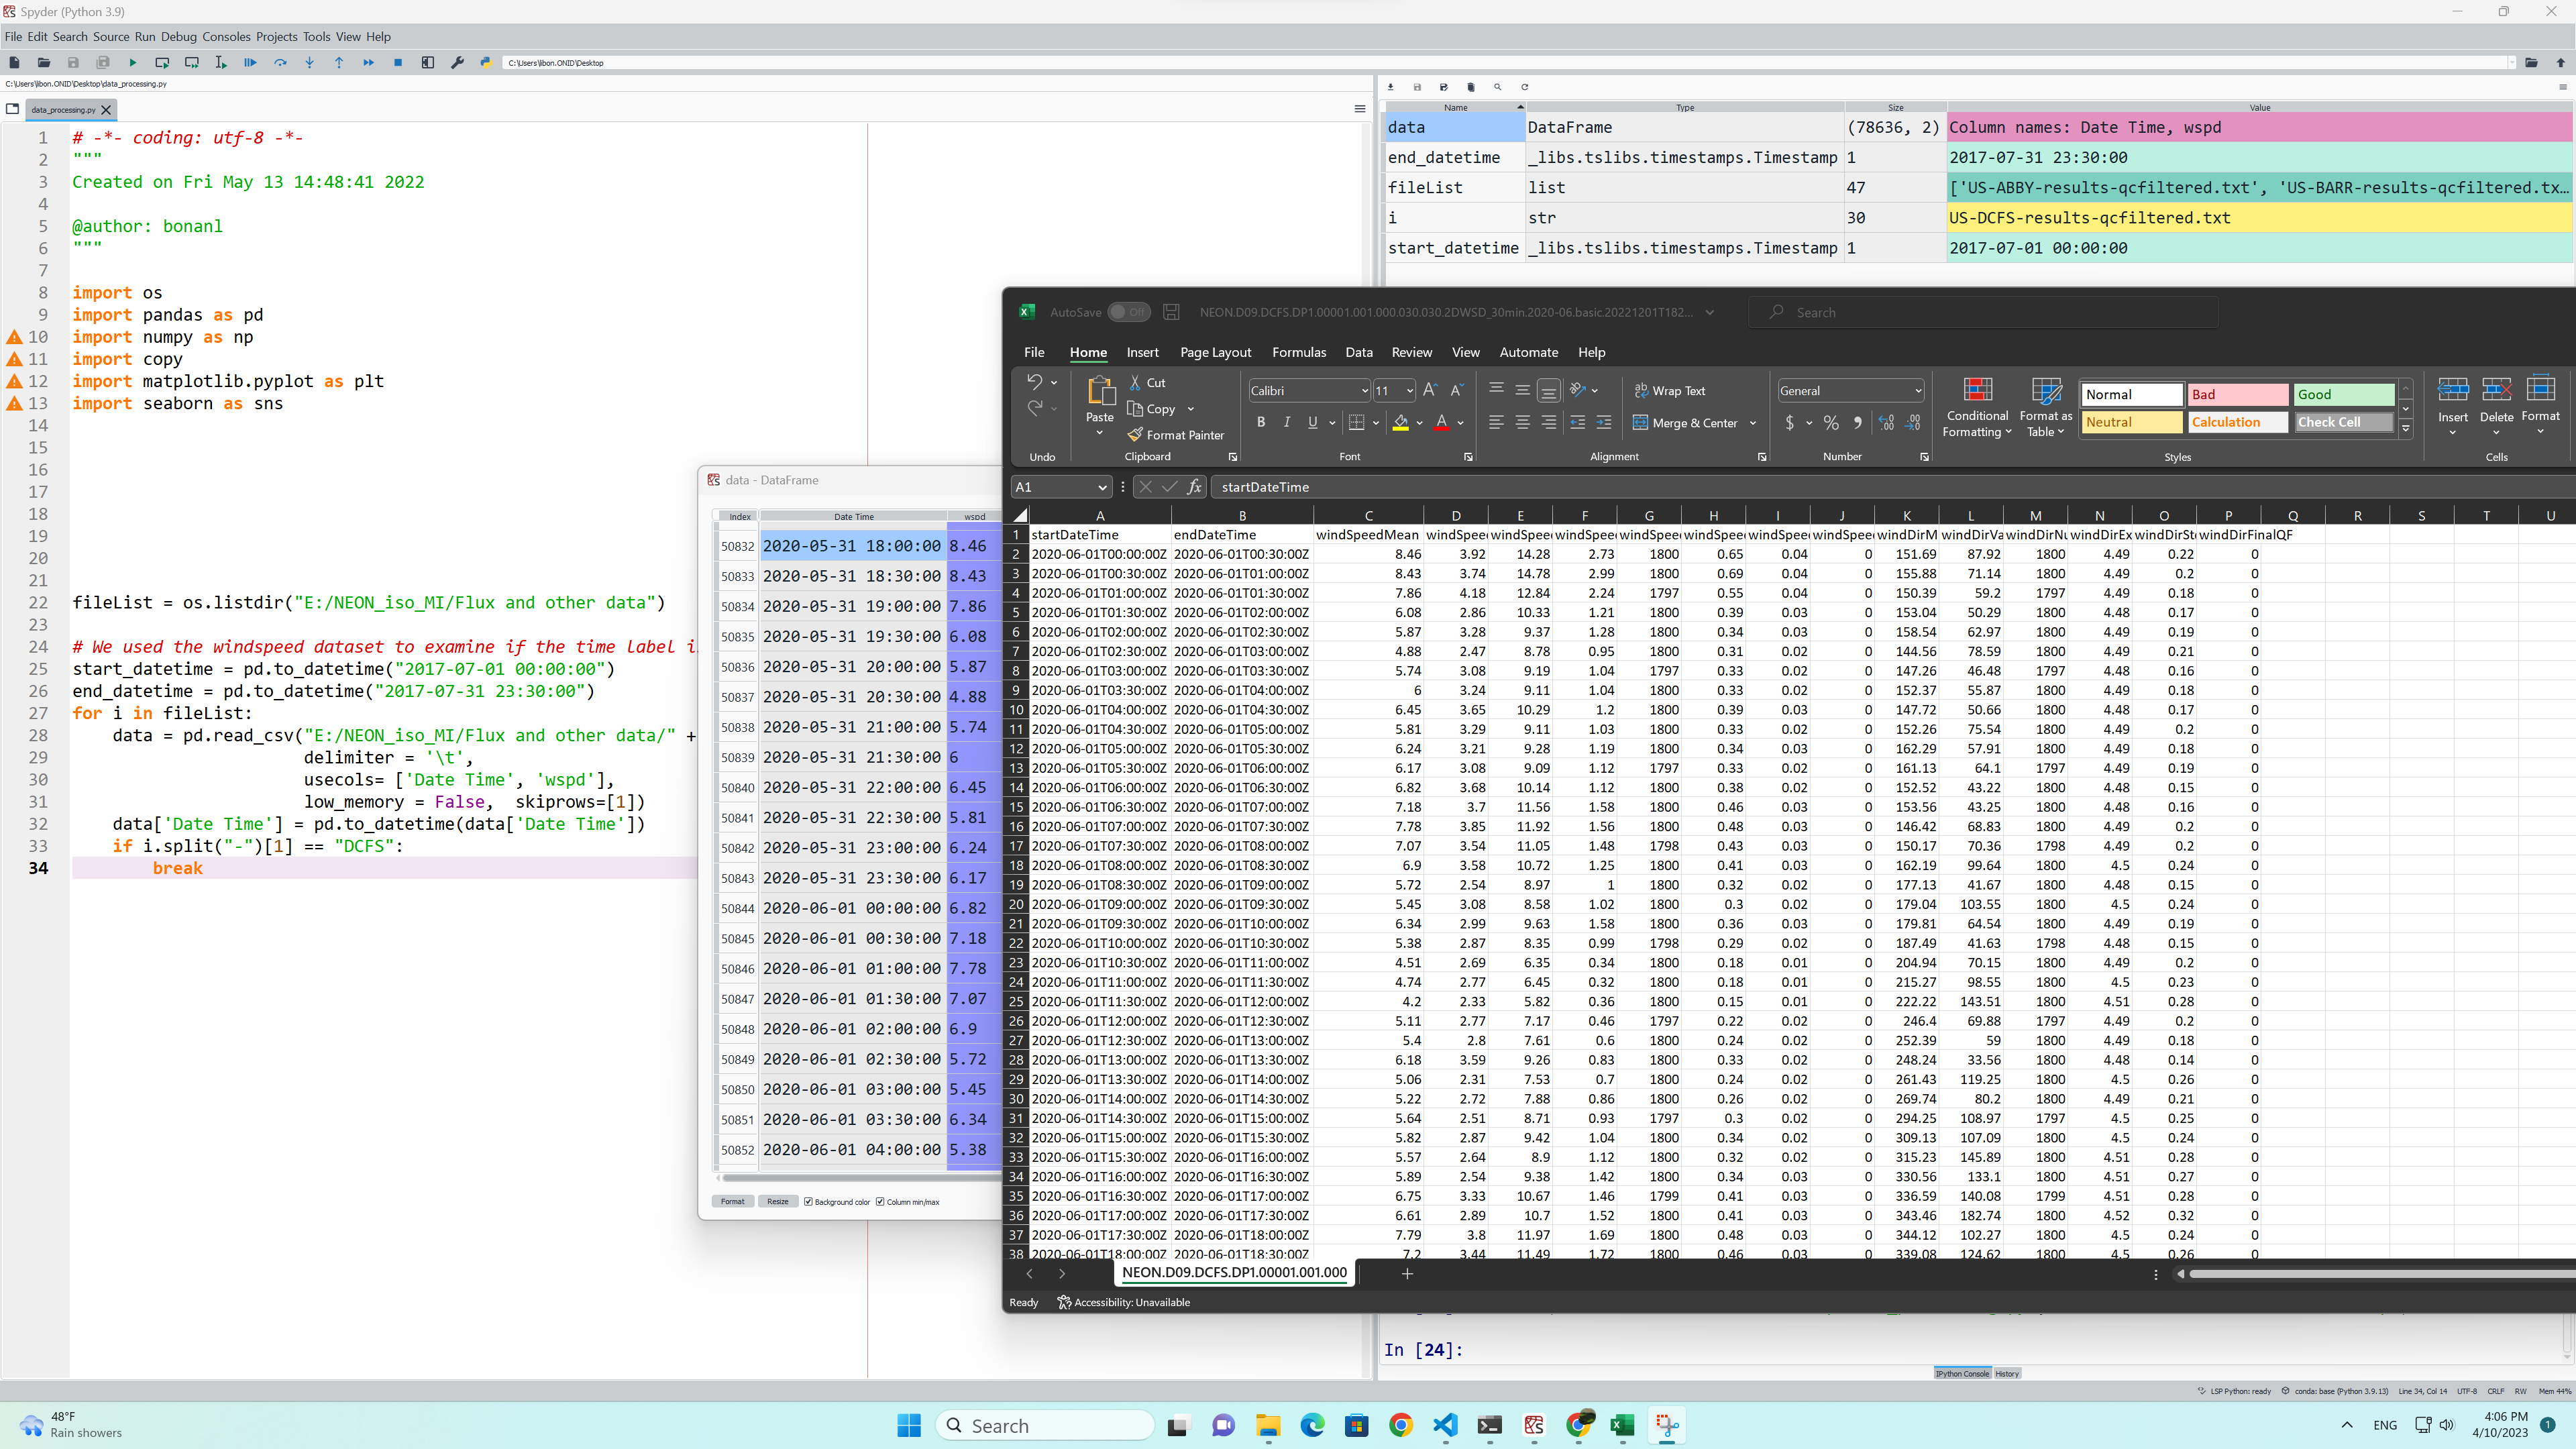 Spyder (Python 3.9)
File Edit Search Source Run Debug Consoles Projects Tools View Help
C:\Users\libon.ONID\Desktop
C:\Users\libon.ONID\Desktop\data_processing.py
data_processing.py
1 # -*- coding: utf-8 -*-
2 """
3 Created on Fri May 13 14:48:41 2022
4
5 @author: bonanl
6 """
7
8 import os
9 import pandas as pd
10 import numpy as np
11 import copy
12 import matplotlib.pyplot as plt
13 import seaborn as sns
14
15
16
17
18
19
20
21
22 fileList = os.listdir("E:/NEON_iso_MI/Flux and other data")
23
24 # We used the windspeed dataset to examine if the time label
25 start_datetime = pd.to_datetime("2017-07-01 00:00:00")
26 end_datetime = pd.to_datetime("2017-07-31 23:30:00")
27 for i in fileList:
28 data = pd.read_csv("E:/NEON_iso_MI/Flux and other data/" +
29 delimiter = '\t',
30 usecols= ['Date Time', 'wspd'],
31 low_memory = False, skiprows=[1])
32 data['Date Time'] = pd.to_datetime(data['Date Time'])
33 if i.split("-")[1] == "DCFS":
34 break
Name Type Size Value
data DataFrame (78636, 2) Column names: Date Time, wspd
end_datetime _libs.tslibs.timestamps.Timestamp 1 2017-07-31 23:30:00
fileList list 47 ['US-ABBY-results-qcfiltered.txt', 'US-BARR-results-qcfiltered.tx...
i str 30 US-DCFS-results-qcfiltered.txt
start_datetime _libs.tslibs.timestamps.Timestamp 1 2017-07-01 00:00:00
data - DataFrame
Index Date Time wspd
50832 2020-05-31 18:00:00 8.46
50833 2020-05-31 18:30:00 8.43
50834 2020-05-31 19:00:00 7.86
50835 2020-05-31 19:30:00 6.08
50836 2020-05-31 20:00:00 5.87
50837 2020-05-31 20:30:00 4.88
50838 2020-05-31 21:00:00 5.74
50839 2020-05-31 21:30:00 6
50840 2020-05-31 22:00:00 6.45
50841 2020-05-31 22:30:00 5.81
50842 2020-05-31 23:00:00 6.24
50843 2020-05-31 23:30:00 6.17
50844 2020-06-01 00:00:00 6.82
50845 2020-06-01 00:30:00 7.18
50846 2020-06-01 01:00:00 7.78
50847 2020-06-01 01:30:00 7.07
50848 2020-06-01 02:00:00 6.9
50849 2020-06-01 02:30:00 5.72
50850 2020-06-01 03:00:00 5.45
50851 2020-06-01 03:30:00 6.34
50852 2020-06-01 04:00:00 5.38
Format Resize Background color Column min/max
AutoSave Off NEON.D09.DCFS.DP1.00001.001.000.030.030.2DWSD_30min.2020-06.basic.20221201T182... Search
File Home Insert Page Layout Formulas Data Review View Automate Help
Cut
Copy
Format Painter
Paste
Calibri 11
Wrap Text
Merge & Center
General
Conditional Formatting
Format as Table
Normal Bad Good
Neutral Calculation Check Cell
Insert Delete Format
Undo Clipboard Font Alignment Number Styles Cells
A1 fx startDateTime
A B C D E F G H I J K L M N O P Q R S T U
1 startDateTime endDateTime windSpeedMean windSpeed windSpeed windSpeed windSpeed windSpeed windSpeed windSpeed windDirM windDirVa windDirNu windDirEx windDirSt windDirFinalQF
2 2020-06-01T00:00:00Z 2020-06-01T00:30:00Z 8.46 3.92 14.28 2.73 1800 0.65 0.04 0 151.69 87.92 1800 4.49 0.22 0
3 2020-06-01T00:30:00Z 2020-06-01T01:00:00Z 8.43 3.74 14.78 2.99 1800 0.69 0.04 0 155.88 71.14 1800 4.49 0.2 0
4 2020-06-01T01:00:00Z 2020-06-01T01:30:00Z 7.86 4.18 12.84 2.24 1797 0.55 0.04 0 150.39 59.2 1797 4.49 0.18 0
5 2020-06-01T01:30:00Z 2020-06-01T02:00:00Z 6.08 2.86 10.33 1.21 1800 0.39 0.03 0 153.04 50.29 1800 4.48 0.17 0
6 2020-06-01T02:00:00Z 2020-06-01T02:30:00Z 5.87 3.28 9.37 1.28 1800 0.34 0.03 0 158.54 62.97 1800 4.49 0.19 0
7 2020-06-01T02:30:00Z 2020-06-01T03:00:00Z 4.88 2.47 8.78 0.95 1800 0.31 0.02 0 144.56 78.59 1800 4.49 0.21 0
8 2020-06-01T03:00:00Z 2020-06-01T03:30:00Z 5.74 3.08 9.19 1.04 1797 0.33 0.02 0 147.26 46.48 1797 4.48 0.16 0
9 2020-06-01T03:30:00Z 2020-06-01T04:00:00Z 6 3.24 9.11 1.04 1800 0.33 0.02 0 152.37 55.87 1800 4.49 0.18 0
10 2020-06-01T04:00:00Z 2020-06-01T04:30:00Z 6.45 3.65 10.29 1.2 1800 0.39 0.03 0 147.72 50.66 1800 4.48 0.17 0
11 2020-06-01T04:30:00Z 2020-06-01T05:00:00Z 5.81 3.29 9.11 1.03 1800 0.33 0.02 0 152.26 75.54 1800 4.49 0.2 0
12 2020-06-01T05:00:00Z 2020-06-01T05:30:00Z 6.24 3.21 9.28 1.19 1800 0.34 0.03 0 162.29 57.91 1800 4.49 0.18 0
13 2020-06-01T05:30:00Z 2020-06-01T06:00:00Z 6.17 3.08 9.09 1.12 1797 0.33 0.02 0 161.13 64.1 1797 4.49 0.19 0
14 2020-06-01T06:00:00Z 2020-06-01T06:30:00Z 6.82 3.68 10.14 1.12 1800 0.38 0.02 0 152.52 43.22 1800 4.48 0.15 0
15 2020-06-01T06:30:00Z 2020-06-01T07:00:00Z 7.18 3.7 11.56 1.58 1800 0.46 0.03 0 153.56 43.25 1800 4.48 0.16 0
16 2020-06-01T07:00:00Z 2020-06-01T07:30:00Z 7.78 3.85 11.92 1.56 1800 0.48 0.03 0 146.42 68.83 1800 4.49 0.2 0
17 2020-06-01T07:30:00Z 2020-06-01T08:00:00Z 7.07 3.54 11.05 1.48 1798 0.43 0.03 0 150.17 70.36 1798 4.49 0.2 0
18 2020-06-01T08:00:00Z 2020-06-01T08:30:00Z 6.9 3.58 10.72 1.25 1800 0.41 0.03 0 162.19 99.64 1800 4.5 0.24 0
19 2020-06-01T08:30:00Z 2020-06-01T09:00:00Z 5.72 2.54 8.97 1 1800 0.32 0.02 0 177.13 41.67 1800 4.48 0.15 0
20 2020-06-01T09:00:00Z 2020-06-01T09:30:00Z 5.45 3.08 8.58 1.02 1800 0.3 0.02 0 179.04 103.55 1800 4.5 0.24 0
21 2020-06-01T09:30:00Z 2020-06-01T10:00:00Z 6.34 2.99 9.63 1.58 1800 0.36 0.03 0 179.81 64.54 1800 4.49 0.19 0
22 2020-06-01T10:00:00Z 2020-06-01T10:30:00Z 5.38 2.87 8.35 0.99 1798 0.29 0.02 0 187.49 41.63 1798 4.48 0.15 0
23 2020-06-01T10:30:00Z 2020-06-01T11:00:00Z 4.51 2.69 6.35 0.34 1800 0.18 0.01 0 204.94 70.15 1800 4.49 0.2 0
24 2020-06-01T11:00:00Z 2020-06-01T11:30:00Z 4.74 2.77 6.45 0.32 1800 0.18 0.01 0 215.27 98.55 1800 4.5 0.23 0
25 2020-06-01T11:30:00Z 2020-06-01T12:00:00Z 4.2 2.33 5.82 0.36 1800 0.15 0.01 0 222.22 143.51 1800 4.51 0.28 0
26 2020-06-01T12:00:00Z 2020-06-01T12:30:00Z 5.11 2.77 7.17 0.46 1797 0.22 0.02 0 246.4 69.88 1797 4.49 0.2 0
27 2020-06-01T12:30:00Z 2020-06-01T13:00:00Z 5.4 2.8 7.61 0.6 1800 0.24 0.02 0 252.39 59 1800 4.49 0.18 0
28 2020-06-01T13:00:00Z 2020-06-01T13:30:00Z 6.18 3.59 9.26 0.83 1800 0.33 0.02 0 248.24 33.56 1800 4.48 0.14 0
29 2020-06-01T13:30:00Z 2020-06-01T14:00:00Z 5.06 2.31 7.53 0.7 1800 0.24 0.02 0 261.43 119.25 1800 4.5 0.26 0
30 2020-06-01T14:00:00Z 2020-06-01T14:30:00Z 5.22 2.72 7.88 0.86 1800 0.26 0.02 0 269.74 80.2 1800 4.49 0.21 0
31 2020-06-01T14:30:00Z 2020-06-01T15:00:00Z 5.64 2.51 8.71 0.93 1797 0.3 0.02 0 294.25 108.97 1797 4.5 0.25 0
32 2020-06-01T15:00:00Z 2020-06-01T15:30:00Z 5.82 2.87 9.42 1.04 1800 0.34 0.02 0 309.13 107.09 1800 4.5 0.24 0
33 2020-06-01T15:30:00Z 2020-06-01T16:00:00Z 5.57 2.64 8.9 1.12 1800 0.32 0.02 0 315.23 145.89 1800 4.51 0.28 0
34 2020-06-01T16:00:00Z 2020-06-01T16:30:00Z 5.89 2.54 9.38 1.42 1800 0.34 0.03 0 330.56 133.1 1800 4.51 0.27 0
35 2020-06-01T16:30:00Z 2020-06-01T17:00:00Z 6.75 3.33 10.67 1.46 1799 0.41 0.03 0 336.59 140.08 1799 4.51 0.28 0
36 2020-06-01T17:00:00Z 2020-06-01T17:30:00Z 6.61 2.89 10.7 1.52 1800 0.41 0.03 0 343.46 182.74 1800 4.52 0.32 0
37 2020-06-01T17:30:00Z 2020-06-01T18:00:00Z 7.79 3.8 11.97 1.69 1800 0.48 0.03 0 344.12 102.27 1800 4.5 0.24 0
38 2020-06-01T18:00:00Z 2020-06-01T18:30:00Z 7.2 3.44 11.49 1.72 1800 0.46 0.03 0 339.08 124.62 1800 4.5 0.26 0
NEON.D09.DCFS.DP1.00001.001.000
Ready Accessibility: Unavailable
In [24]:
IPython Console History
LSP Python: ready conda: base (Python 3.9.13) Line 34, Col 14 UTF-8 CRLF RW Mem 44%
48°F
Rain showers
Search
ENG
4:06 PM
4/10/2023
1